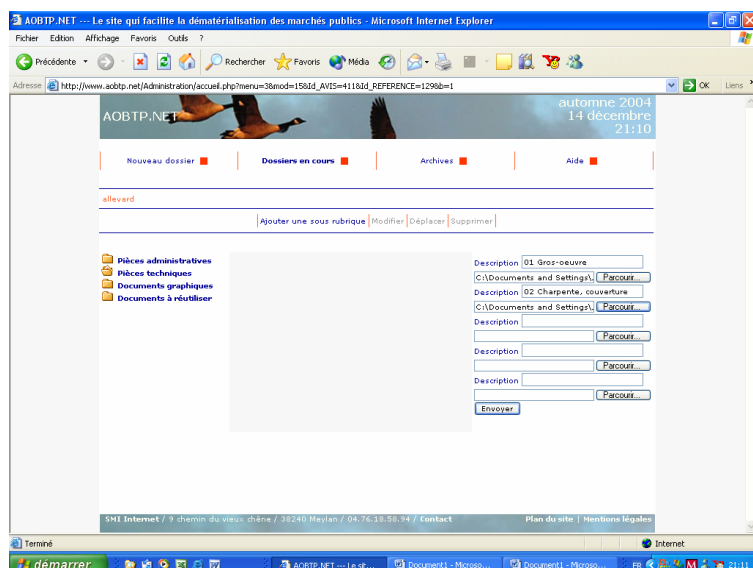 AOBTP.NET --- Le site qui facilite la dématérialisation des marchés publics - Microsoft Internet Explorer
Fichier Edition Affichage Favoris Outils ?
Précédente Rechercher Favoris Média
Adresse http://www.aobtp.net/Administration/accueil.php?menu=3&mod=15&Id_AVIS=411&Id_REFERENCE=129&b=1 OK Liens
AOBTP.NET
automne 2004
14 décembre
21:10
Nouveau dossier Dossiers en cours Archives Aide
allevard
Ajouter une sous rubrique Modifier Déplacer Supprimer
Pièces administratives
Pièces techniques
Documents graphiques
Documents à réutiliser
Description 01 Gros-oeuvre
C:\Documents and Settings\ Parcourir...
Description 02 Charpente, couverture
C:\Documents and Settings\ Parcourir...
Description
Parcourir...
Description
Parcourir...
Description
Parcourir...
Envoyer
SMI Internet / 9 chemin du vieux chêne / 38240 Meylan / 04.76.18.58.94 / Contact Plan du site | Mentions légales
Terminé Internet
démarrer AOBTP.NET --- Le sit... Document1 - Microso... Document1 - Microso... FR 21:11